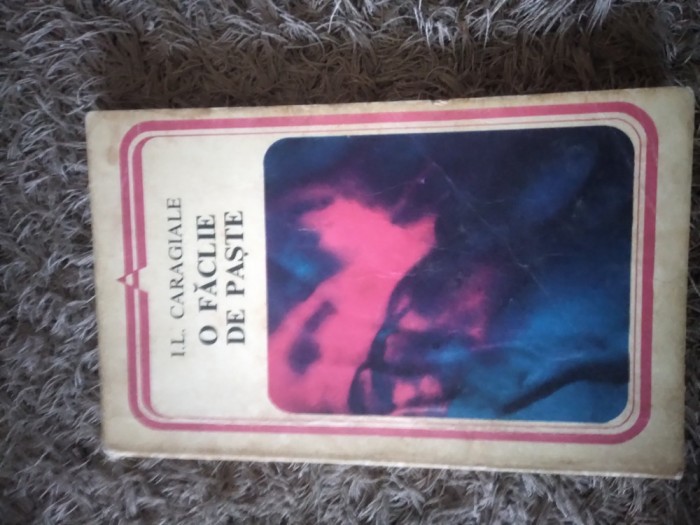 I.L. CARAGIALE
O FĂCLIE
DE PAȘTE